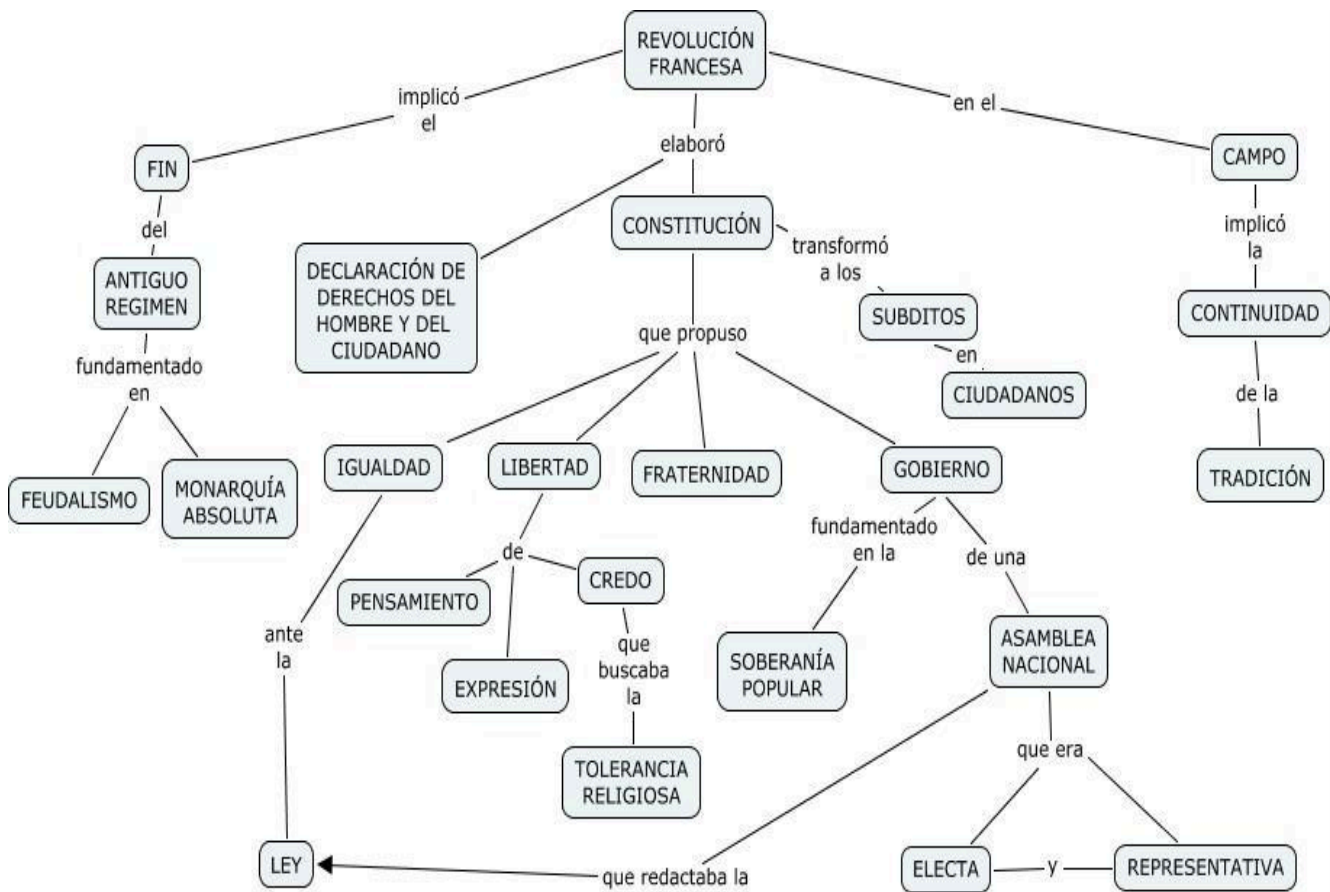 REVOLUCIÓN
FRANCESA
implicó
el
en el
elaboró
FIN
CAMPO
del
CONSTITUCIÓN
transformó
a los
implicó
la
ANTIGUO
REGIMEN
DECLARACIÓN DE
DERECHOS DEL
HOMBRE Y DEL
CIUDADANO
SUBDITOS
CONTINUIDAD
que propuso
en
fundamentado
en
CIUDADANOS
de la
IGUALDAD
LIBERTAD
FRATERNIDAD
GOBIERNO
FEUDALISMO
MONARQUÍA
ABSOLUTA
TRADICIÓN
fundamentado
en la
de
de una
PENSAMIENTO
CREDO
ante
la
que
buscaba
la
ASAMBLEA
NACIONAL
EXPRESIÓN
SOBERANÍA
POPULAR
que era
TOLERANCIA
RELIGIOSA
LEY
que redactaba la
ELECTA
y
REPRESENTATIVA